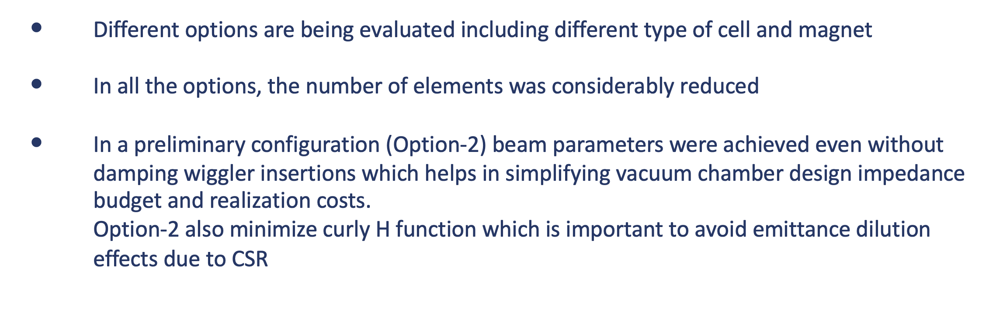 • Different options are being evaluated including different type of cell and magnet
• In all the options, the number of elements was considerably reduced
• In a preliminary configuration (Option-2) beam parameters were achieved even without
damping wiggler insertions which helps in simplifying vacuum chamber design impedance
budget and realization costs.
Option-2 also minimize curly H function which is important to avoid emittance dilution
effects due to CSR